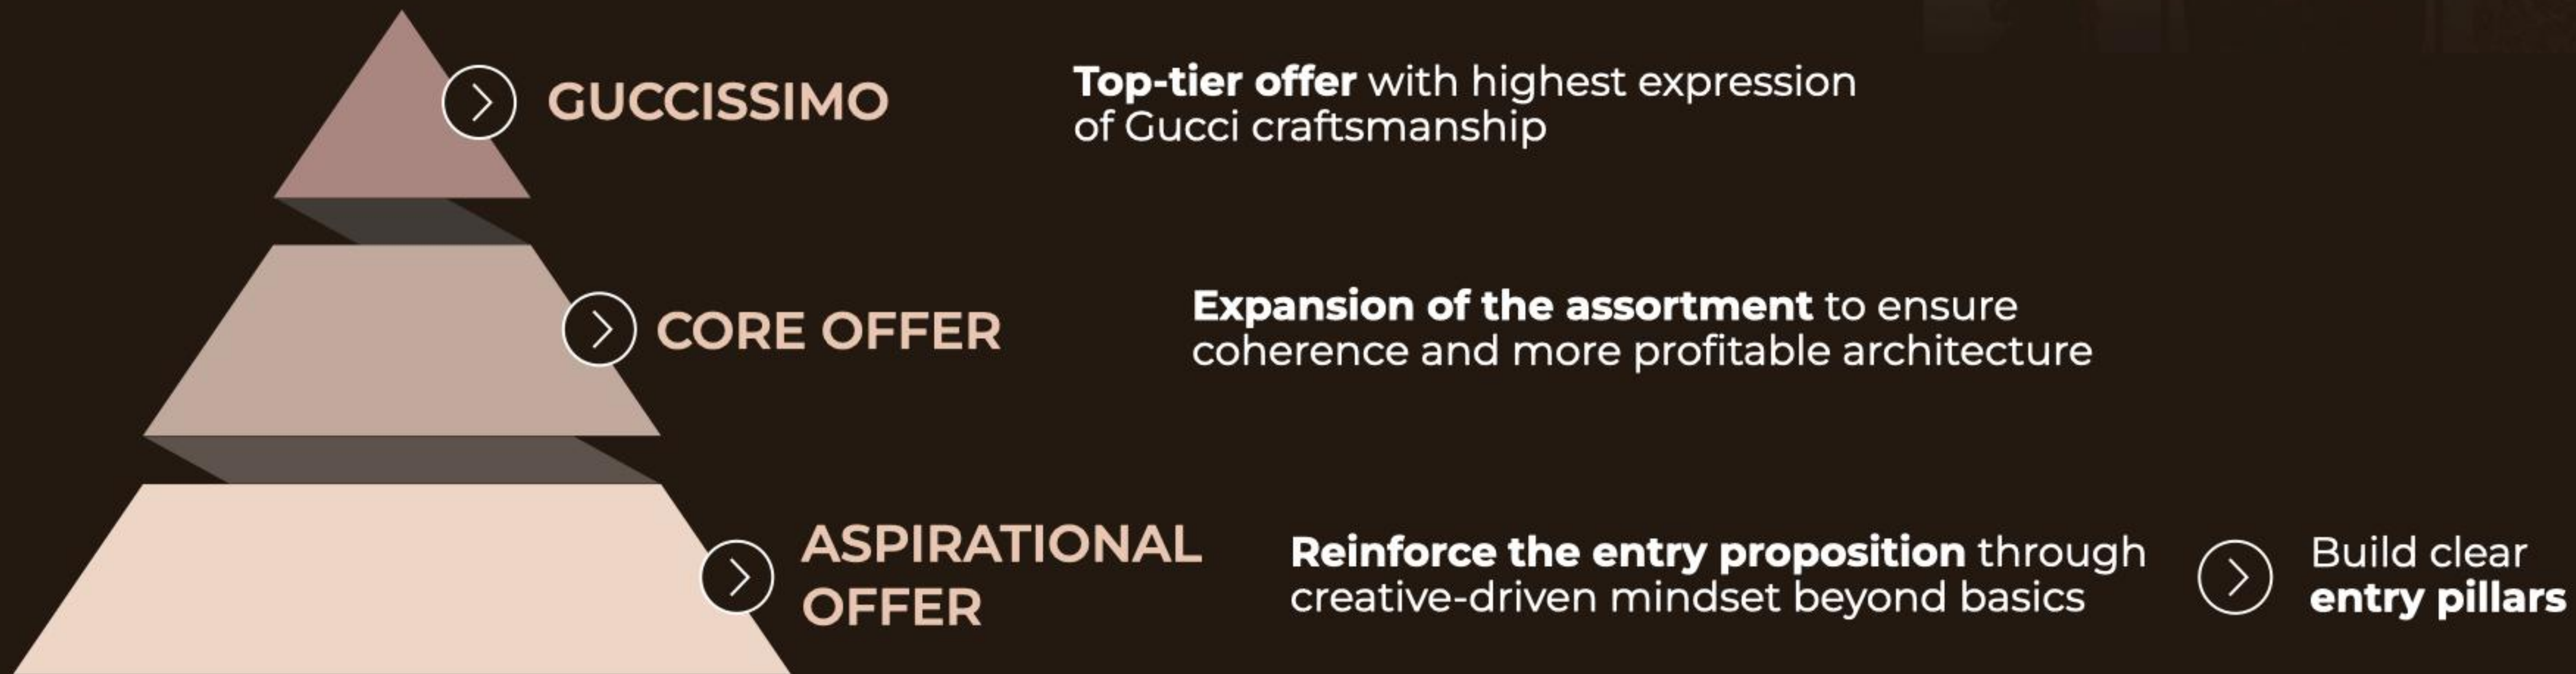 GUCCISSIMO
Top-tier offer with highest expression
of Gucci craftsmanship
CORE OFFER
Expansion of the assortment to ensure
coherence and more profitable architecture
ASPIRATIONAL
OFFER
Reinforce the entry proposition through
creative-driven mindset beyond basics
Build clear
entry pillars